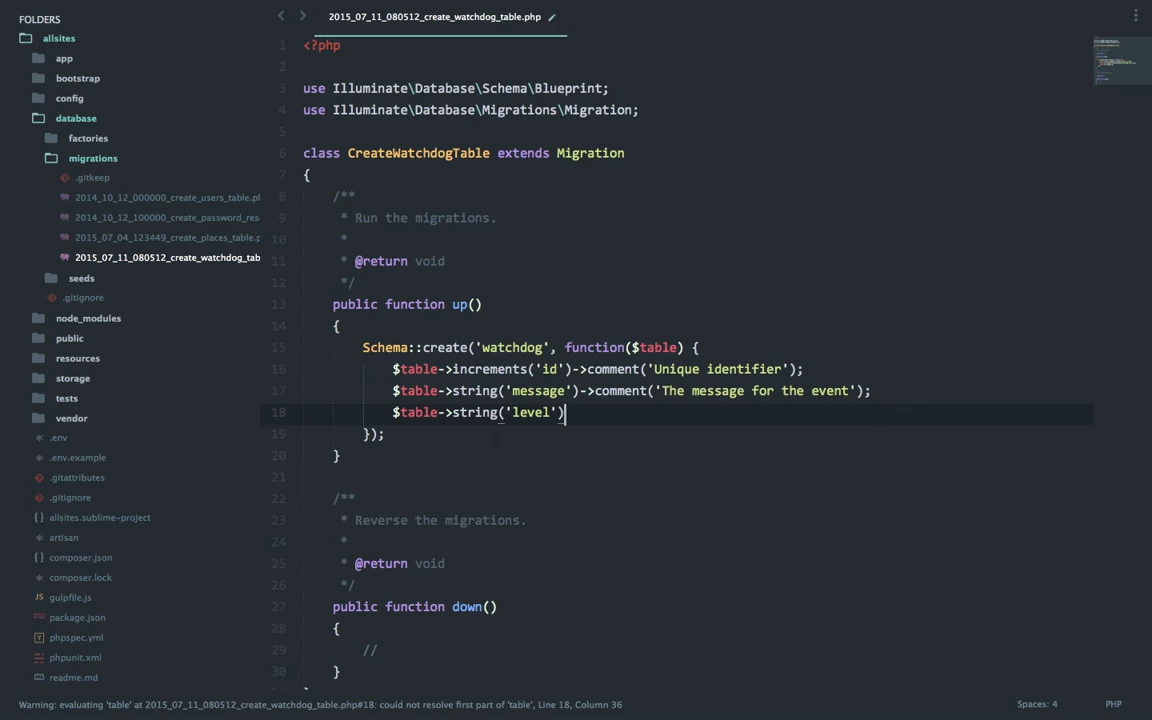 FOLDERS
allsites
app
bootstrap
config
database
factories
migrations
.gitkeep
2014_10_12_000000_create_users_table.pl
2014_10_12_100000_create_password_res
2015_07_04_123449_create_places_table.p
2015_07_11_080512_create_watchdog_tab
seeds
.gitignore
node_modules
public
resources
storage
tests
vendor
.env
.env.example
.gitattributes
.gitignore
allsites.sublime-project
artisan
composer.json
composer.lock
gulpfile.js
package.json
phpspec.yml
phpunit.xml
readme.md
2015_07_11_080512_create_watchdog_table.php
1 <?php
2
3 use Illuminate\Database\Schema\Blueprint;
4 use Illuminate\Database\Migrations\Migration;
5
6 class CreateWatchdogTable extends Migration
7 {
8 /**
9 * Run the migrations.
10 *
11 * @return void
12 */
13 public function up()
14 {
15 Schema::create('watchdog', function($table) {
16 $table->increments('id')->comment('Unique identifier');
17 $table->string('message')->comment('The message for the event');
18 $table->string('level')
19 });
20 }
21
22 /**
23 * Reverse the migrations.
24 *
25 * @return void
26 */
27 public function down()
28 {
29 //
30 }
Warning: evaluating 'table' at 2015_07_11_080512_create_watchdog_table.php#18: could not resolve first part of 'table', Line 18, Column 36
Spaces: 4
PHP